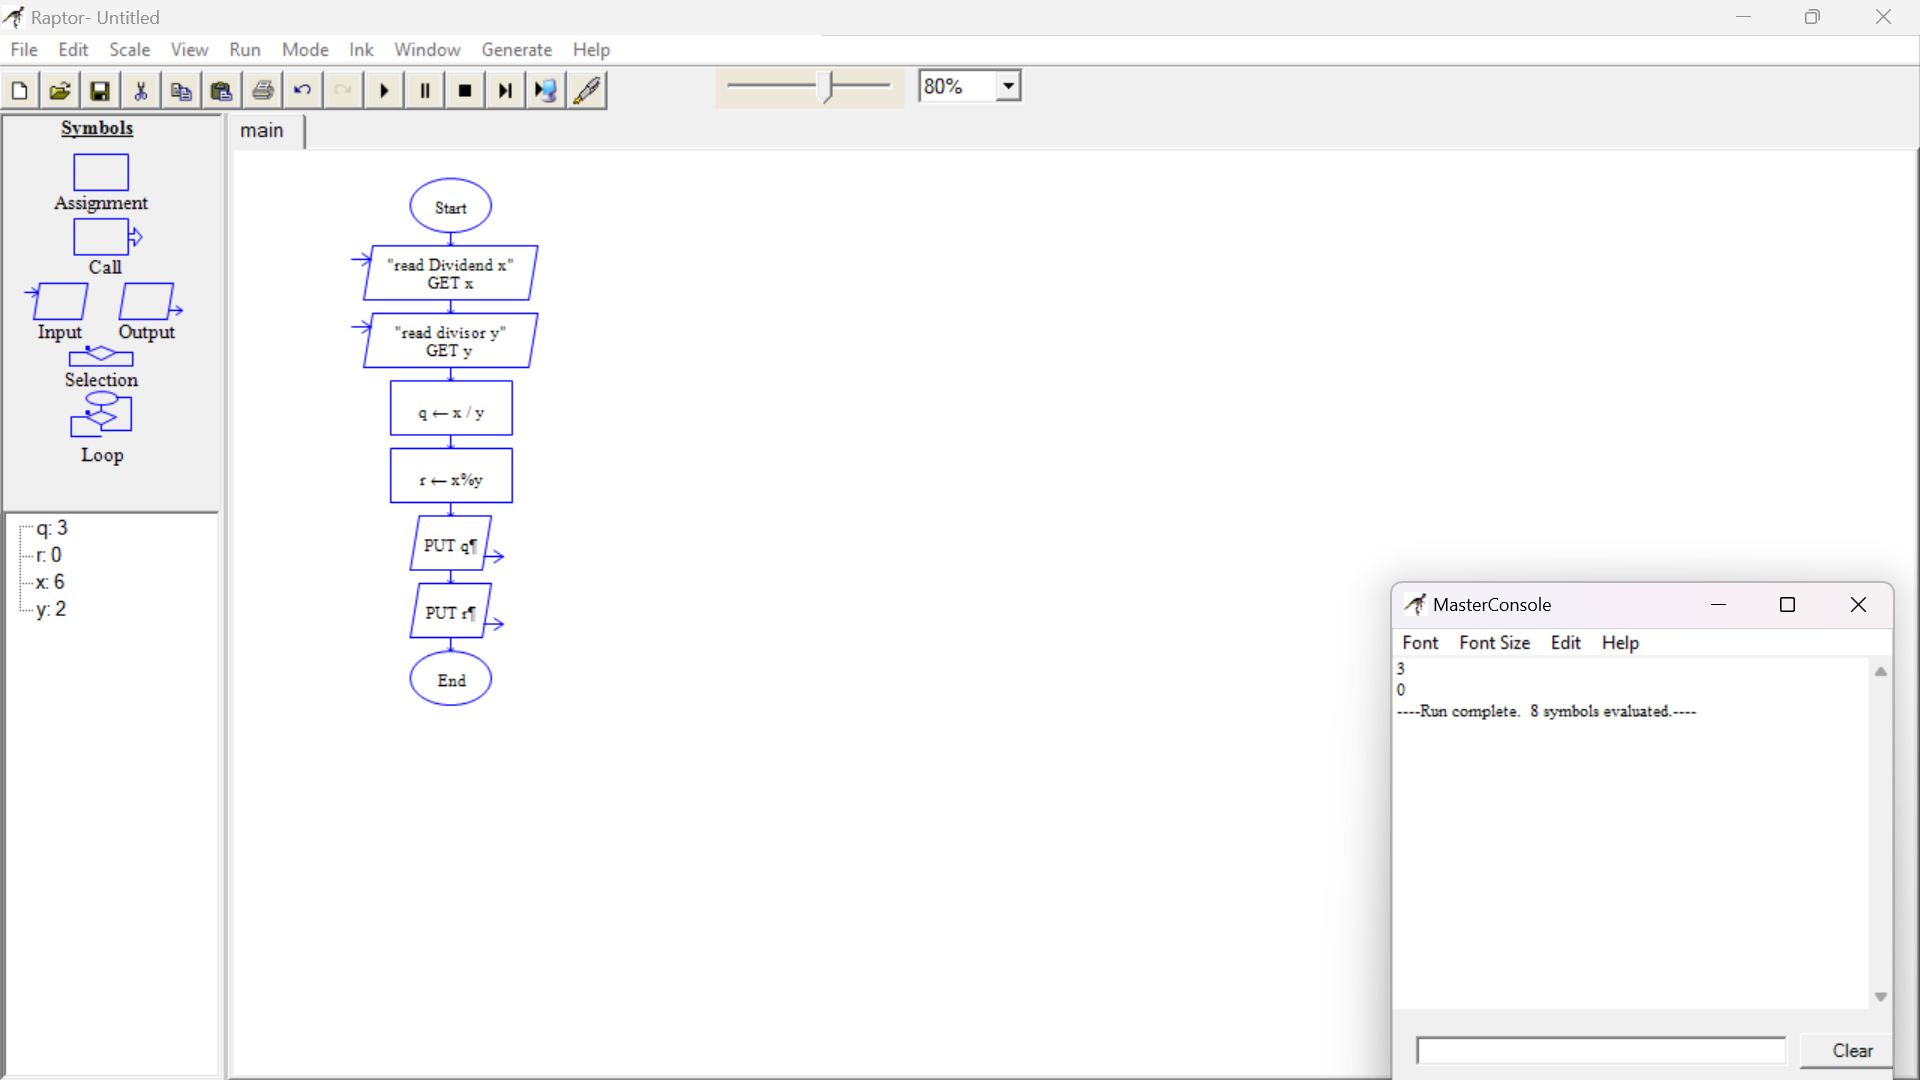 Raptor- Untitled
File Edit Scale View Run Mode Ink Window Generate Help
80%
Symbols
Assignment
Call
Input Output
Selection
Loop
q: 3
r: 0
x: 6
y: 2
main
Start
"read Dividend x"
GET x
"read divisor y"
GET y
q ← x / y
r ← x%y
PUT q¶
PUT r¶
End
MasterConsole
Font Font Size Edit Help
3
0
----Run complete.  8 symbols evaluated.----
Clear